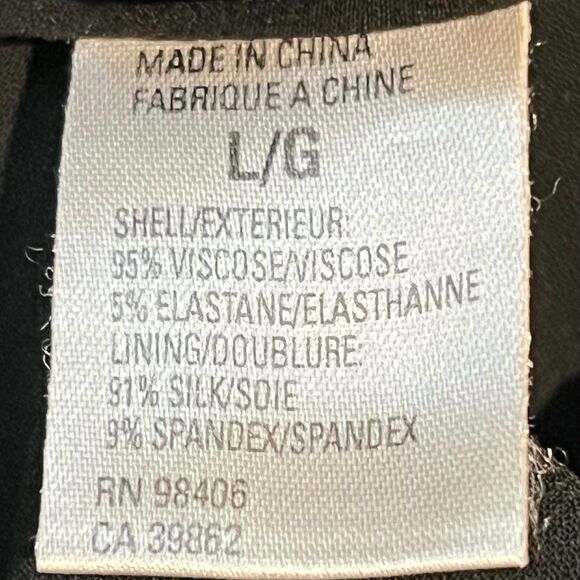 MADE IN CHINA
FABRIQUE A CHINE
L/G
SHELL/EXTERIEUR:
95% VISCOSE/VISCOSE
5% ELASTANE/ELASTHANNE
LINING/DOUBLURE:
91% SILK/SOIE
9% SPANDEX/SPANDEX
RN 98406
CA 39862